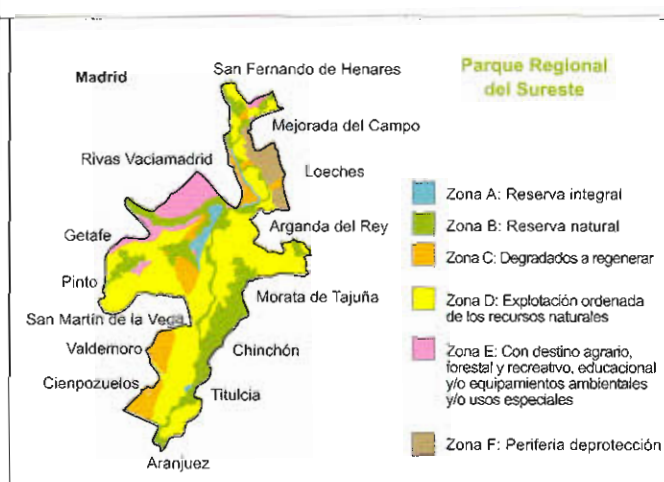 Parque Regional
del Sureste
Madrid
San Fernando de Henares
Mejorada del Campo
Rivas Vaciamadrid
Loeches
Getafe
Arganda del Rey
Pinto
Morata de Tajuña
San Martín de la Vega
Valdemoro
Chinchón
Cienpozuelos
Titulcia
Aranjuez
Zona A: Reserva integral
Zona B: Reserva natural
Zona C: Degradados a regenerar
Zona D: Explotación ordenada
de los recursos naturales
Zona E: Con destino agrario,
forestal y recreativo, educacional
y/o equipamientos ambientales
y/o usos especiales
Zona F: Periferia deprotección